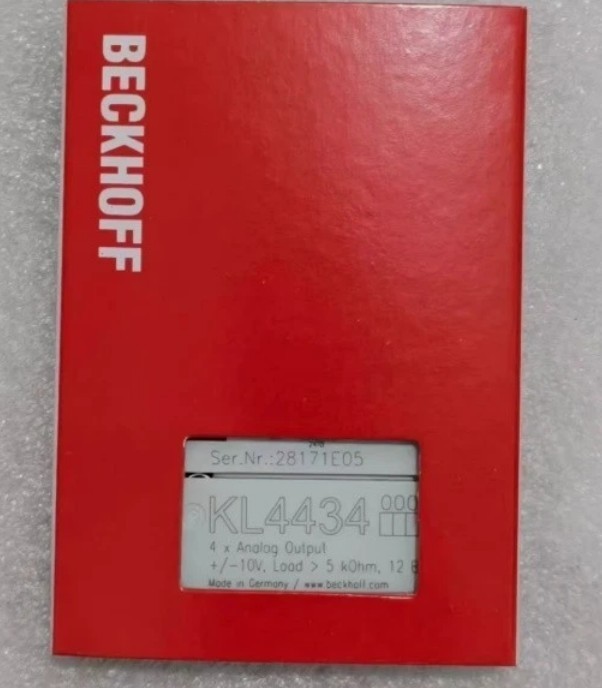 BECKHOFF
Ser.Nr.:28171E05
KL4434 000
4 x Analog Output
+/-10V, Load > 5 kOhm, 12 B
Made in Germany / www.beckhoff.com